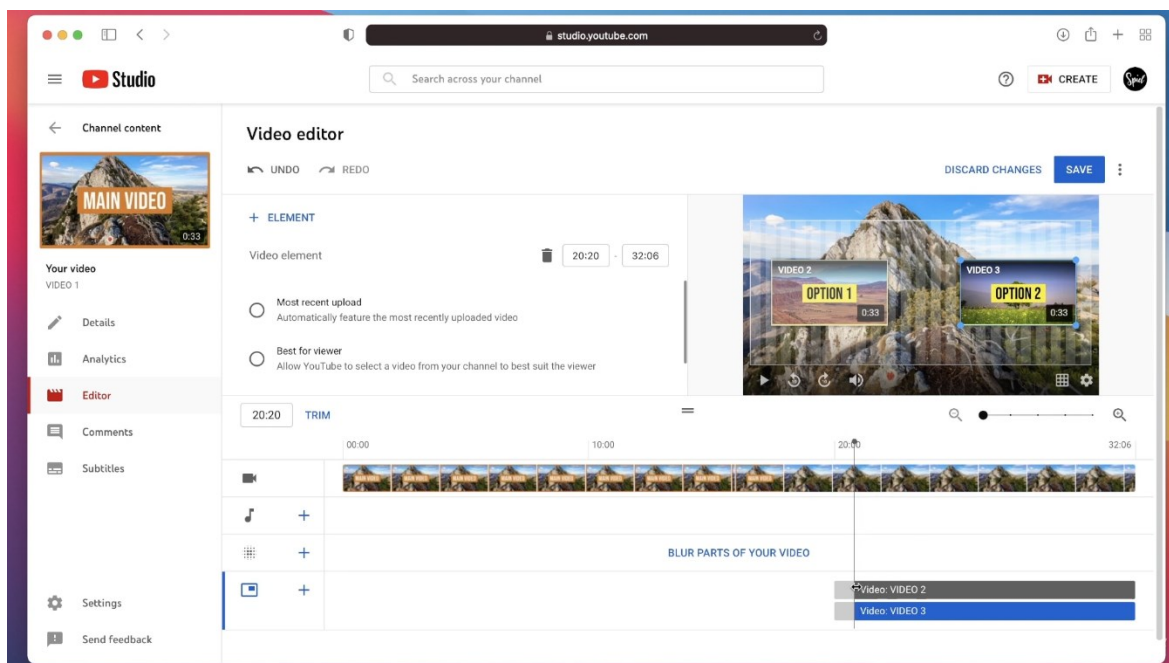 studio.youtube.com
Studio
Search across your channel
CREATE
Spiel
Channel content
MAIN VIDEO
0:33
Your video
VIDEO 1
Details
Analytics
Editor
Comments
Subtitles
Settings
Send feedback
Video editor
UNDO REDO
DISCARD CHANGES SAVE
+ ELEMENT
Video element 20:20 - 32:06
Most recent upload
Automatically feature the most recently uploaded video
Best for viewer
Allow YouTube to select a video from your channel to best suit the viewer
VIDEO 2
OPTION 1
0:33
VIDEO 3
OPTION 2
0:33
20:20 TRIM
00:00 10:00 20:00 32:06
BLUR PARTS OF YOUR VIDEO
Video: VIDEO 2
Video: VIDEO 3